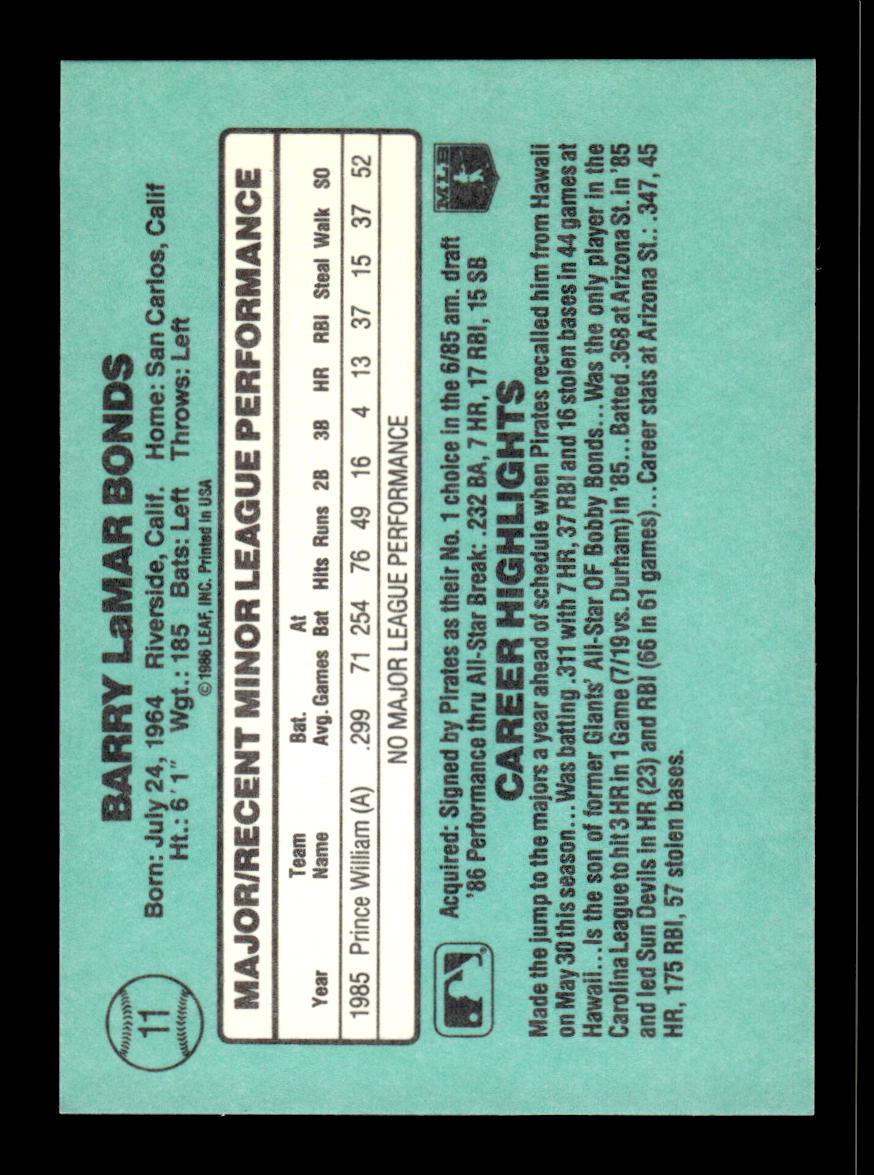 11
BARRY LaMAR BONDS
Born: July 24, 1964 Riverside, Calif. Home: San Carlos, Calif
Ht.: 6'1" Wgt.: 185 Bats: Left Throws: Left
©1986 LEAF, INC. Printed in USA
MAJOR/RECENT MINOR LEAGUE PERFORMANCE
Team Bat. At
Year Name Avg. Games Bat Hits Runs 2B 3B HR RBI Steal Walk SO
1985 Prince William (A) .299 71 254 76 49 16 4 13 37 15 37 52
NO MAJOR LEAGUE PERFORMANCE
Acquired: Signed by Pirates as their No. 1 choice in the 6/85 am. draft
'86 Performance thru All-Star Break: .232 BA, 7 HR, 17 RBI, 15 SB
MLB
CAREER HIGHLIGHTS
Made the jump to the majors a year ahead of schedule when Pirates recalled him from Hawaii
on May 30 this season...Was batting .311 with 7 HR, 37 RBI and 16 stolen bases in 44 games at
Hawaii...Is the son of former Giants' All-Star OF Bobby Bonds...Was the only player in the
Carolina League to hit 3 HR in 1 Game (7/19 vs. Durham) in '85...Batted .368 at Arizona St. in '85
and led Sun Devils in HR (23) and RBI (66 in 61 games)...Career stats at Arizona St.: .347, 45
HR, 175 RBI, 57 stolen bases.